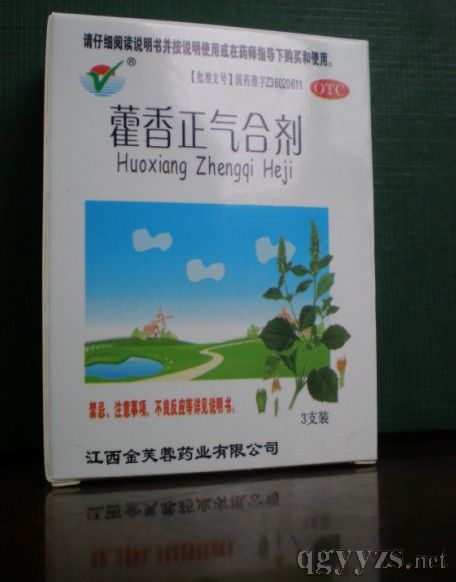 请仔细阅读说明书并按说明使用或在药师指导下购买和使用。
®
【批准文号】国药准字Z36020611
OTC
藿香正气合剂
Huoxiang Zhengqi Heji
禁忌、注意事项、不良反应等详见说明书。
3支装
江西金芙蓉药业有限公司
qgyyzs.net